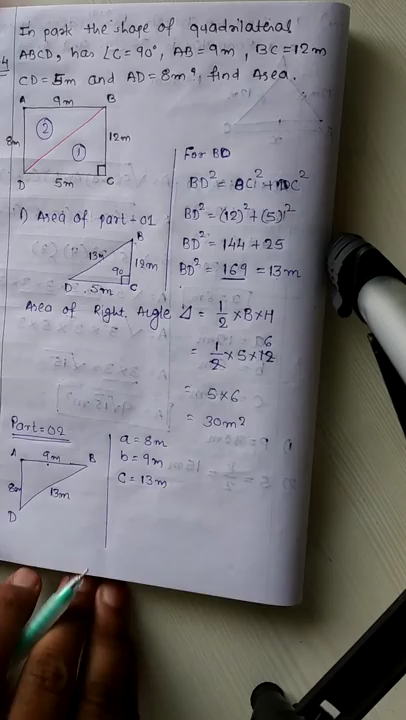 In park the shape of quadrilateral
4 ABCD, has ∠C = 90°, AB = 9m, BC = 12m
CD = 5m and AD = 8m?, find Area.
A 9m B
8m ② 12m
①
D 5m C
For BD
BD² = BC² + DC²
BD² = (12)² + (5)²
BD² = 144 + 25
BD² = 169 = 13m
1) Area of part = 01
B
13m 12m
90
D 5m C
Area of Right Angle Δ = 1/2 × B × H
= 1/2 × 5 × 12 6
= 5 × 6
= 30m²
Part = 02
A 9m B
8m 13m
D
a = 8m
b = 9m
C = 13m